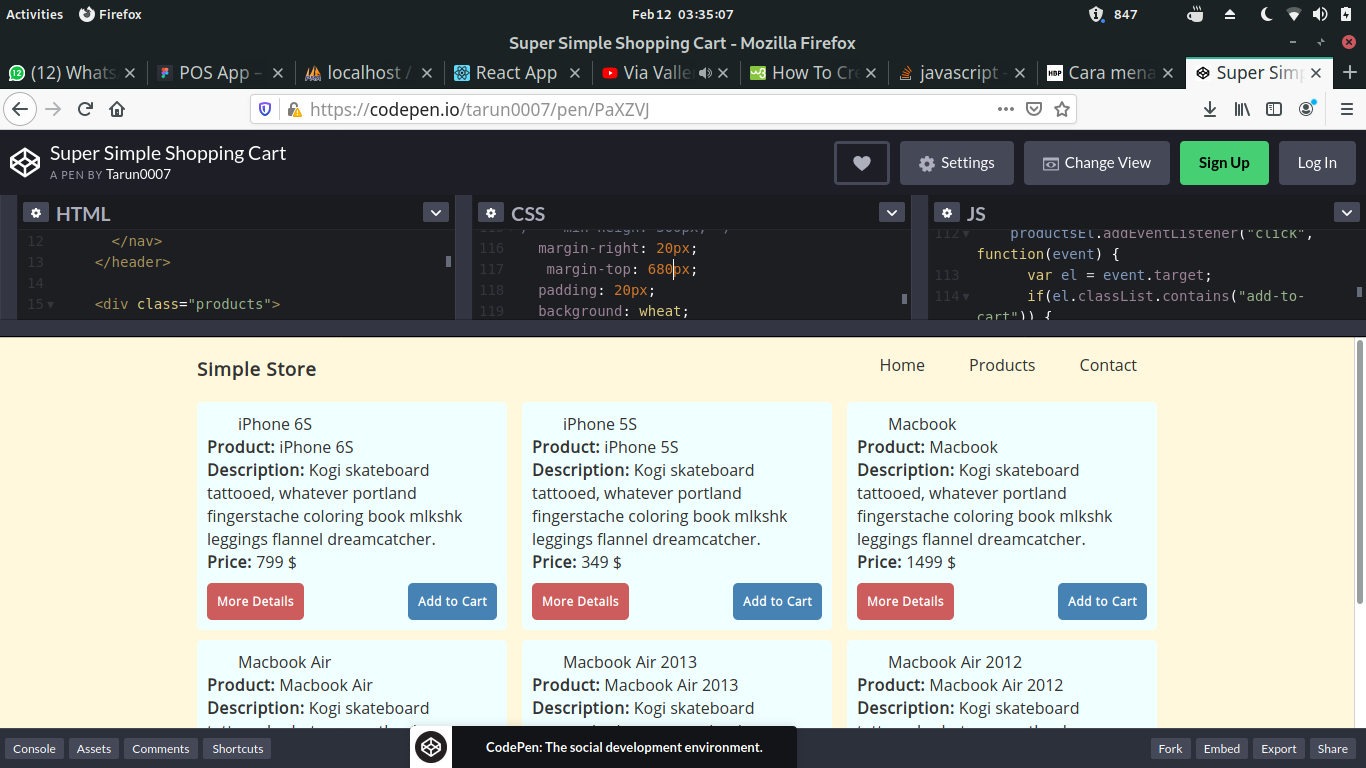 Activities Firefox Feb12 03:35:07 847
Super Simple Shopping Cart - Mozilla Firefox
(12) Whats POS App - localhost / React App Via Valle How To Cr javascript - Cara mena Super Sim
https://codepen.io/tarun0007/pen/PaXZVJ
Super Simple Shopping Cart
A PEN BY Tarun0007
Settings Change View Sign Up Log In
HTML CSS JS
12 </nav>
13 </header>
14
15 <div class="products">
116 margin-right: 20px;
117 margin-top: 680px;
118 padding: 20px;
119 background: wheat;
112 productsEl.addEventListener("click",
function(event) {
113 var el = event.target;
114 if(el.classList.contains("add-to-
cart")) {
Simple Store Home Products Contact
iPhone 6S
Product: iPhone 6S
Description: Kogi skateboard
tattooed, whatever portland
fingerstache coloring book mlkshk
leggings flannel dreamcatcher.
Price: 799 $
More Details Add to Cart
iPhone 5S
Product: iPhone 5S
Description: Kogi skateboard
tattooed, whatever portland
fingerstache coloring book mlkshk
leggings flannel dreamcatcher.
Price: 349 $
More Details Add to Cart
Macbook
Product: Macbook
Description: Kogi skateboard
tattooed, whatever portland
fingerstache coloring book mlkshk
leggings flannel dreamcatcher.
Price: 1499 $
More Details Add to Cart
Macbook Air
Product: Macbook Air
Description: Kogi skateboard
Macbook Air 2013
Product: Macbook Air 2013
Description: Kogi skateboard
Macbook Air 2012
Product: Macbook Air 2012
Description: Kogi skateboard
Console Assets Comments Shortcuts
CodePen: The social development environment.
Fork Embed Export Share